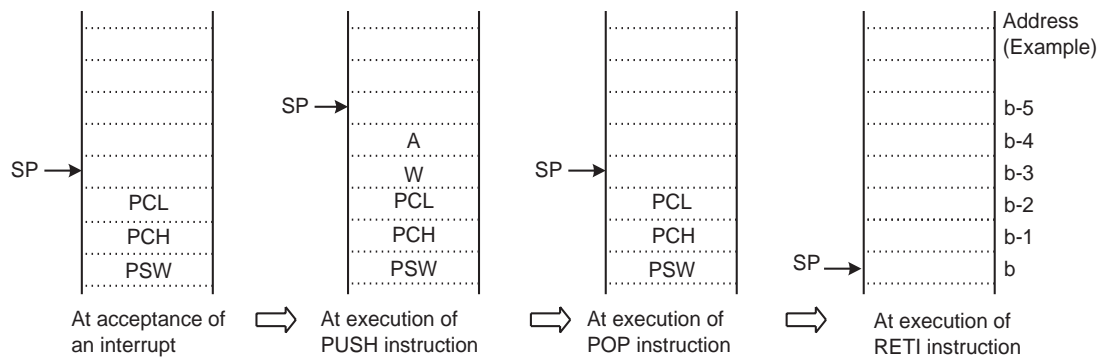 Address
(Example)
SP
b-5
A
b-4
SP
W
SP
b-3
PCL
PCL
PCL
b-2
PCH
PCH
PCH
b-1
PSW
PSW
PSW
SP
b
At acceptance of
an interrupt
At execution of
PUSH instruction
At execution of
POP instruction
At execution of
RETI instruction